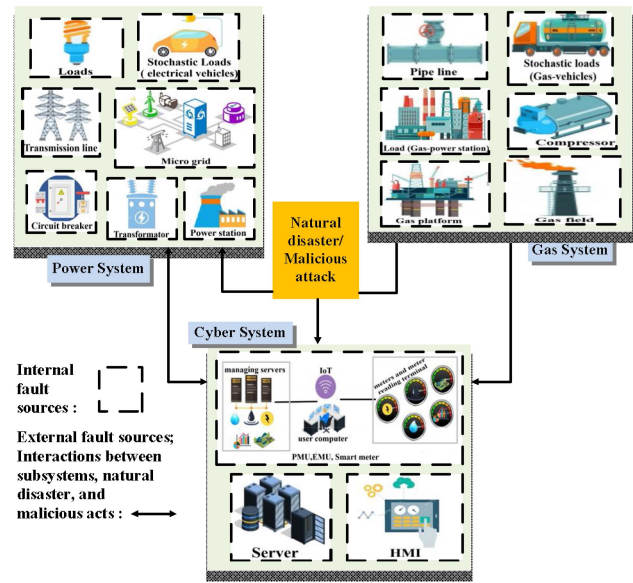 Loads
Stochastic Loads
( electrical vehicles)
Transmission line
Micro grid
Circuit breaker
Transformator
Power station
Power System
Pipe line
Stochastic loads
(Gas-vehicles)
Load (Gas-power station)
Compressor
Gas platform
Gas field
Gas System
Natural
disaster/
Malicious
attack
Cyber System
managing servers
IoT
user computer
meters and meter
reading terminal
PMU,EMU, Smart meter
Server
HMI
Internal
fault
sources :
External fault sources;
Interactions between
subsystems, natural
disaster, and
malicious acts :